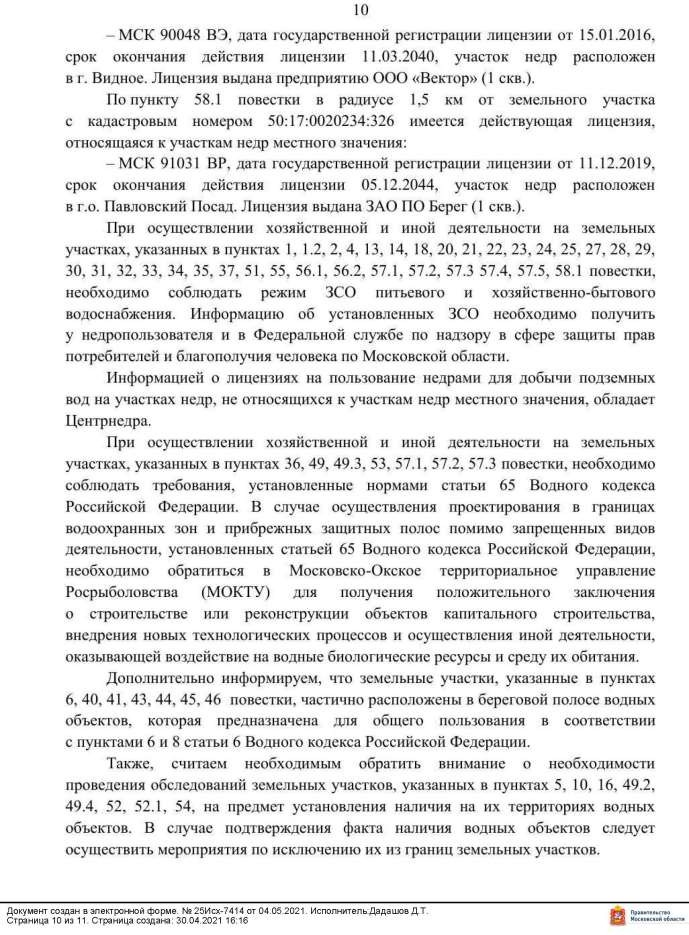 10
– МСК 90048 ВЭ, дата государственной регистрации лицензии от 15.01.2016,
срок окончания действия лицензии 11.03.2040, участок недр расположен
в г. Видное. Лицензия выдана предприятию ООО «Вектор» (1 скв.).
По пункту 58.1 повестки в радиусе 1,5 км от земельного участка
с кадастровым номером 50:17:0020234:326 имеется действующая лицензия,
относящаяся к участкам недр местного значения:
– МСК 91031 ВР, дата государственной регистрации лицензии от 11.12.2019,
срок окончания действия лицензии 05.12.2044, участок недр расположен
в г.о. Павловский Посад. Лицензия выдана ЗАО ПО Берег (1 скв.).
При осуществлении хозяйственной и иной деятельности на земельных
участках, указанных в пунктах 1, 1.2, 2, 4, 13, 14, 18, 20, 21, 22, 23, 24, 25, 27, 28, 29,
30, 31, 32, 33, 34, 35, 37, 51, 55, 56.1, 56.2, 57.1, 57.2, 57.3 57.4, 57.5, 58.1 повестки,
необходимо соблюдать режим ЗСО питьевого и хозяйственно-бытового
водоснабжения. Информацию об установленных ЗСО необходимо получить
у недропользователя и в Федеральной службе по надзору в сфере защиты прав
потребителей и благополучия человека по Московской области.
Информацией о лицензиях на пользование недрами для добычи подземных
вод на участках недр, не относящихся к участкам недр местного значения, обладает
Центрнедра.
При осуществлении хозяйственной и иной деятельности на земельных
участках, указанных в пунктах 36, 49, 49.3, 53, 57.1, 57.2, 57.3 повестки, необходимо
соблюдать требования, установленные нормами статьи 65 Водного кодекса
Российской Федерации. В случае осуществления проектирования в границах
водоохранных зон и прибрежных защитных полос помимо запрещенных видов
деятельности, установленных статьей 65 Водного кодекса Российской Федерации,
необходимо обратиться в Московско-Окское территориальное управление
Росрыболовства (МОКТУ) для получения положительного заключения
о строительстве или реконструкции объектов капитального строительства,
внедрения новых технологических процессов и осуществления иной деятельности,
оказывающей воздействие на водные биологические ресурсы и среду их обитания.
Дополнительно информируем, что земельные участки, указанные в пунктах
6, 40, 41, 43, 44, 45, 46 повестки, частично расположены в береговой полосе водных
объектов, которая предназначена для общего пользования в соответствии
с пунктами 6 и 8 статьи 6 Водного кодекса Российской Федерации.
Также, считаем необходимым обратить внимание о необходимости
проведения обследований земельных участков, указанных в пунктах 5, 10, 16, 49.2,
49.4, 52, 52.1, 54, на предмет установления наличия на их территориях водных
объектов. В случае подтверждения факта наличия водных объектов следует
осуществить мероприятия по исключению их из границ земельных участков.
Документ создан в электронной форме. № 25Исх-7414 от 04.05.2021. Исполнитель:Дадашов Д.Т.
Страница 10 из 11. Страница создана: 30.04.2021 16:16
Правительство
Московской области